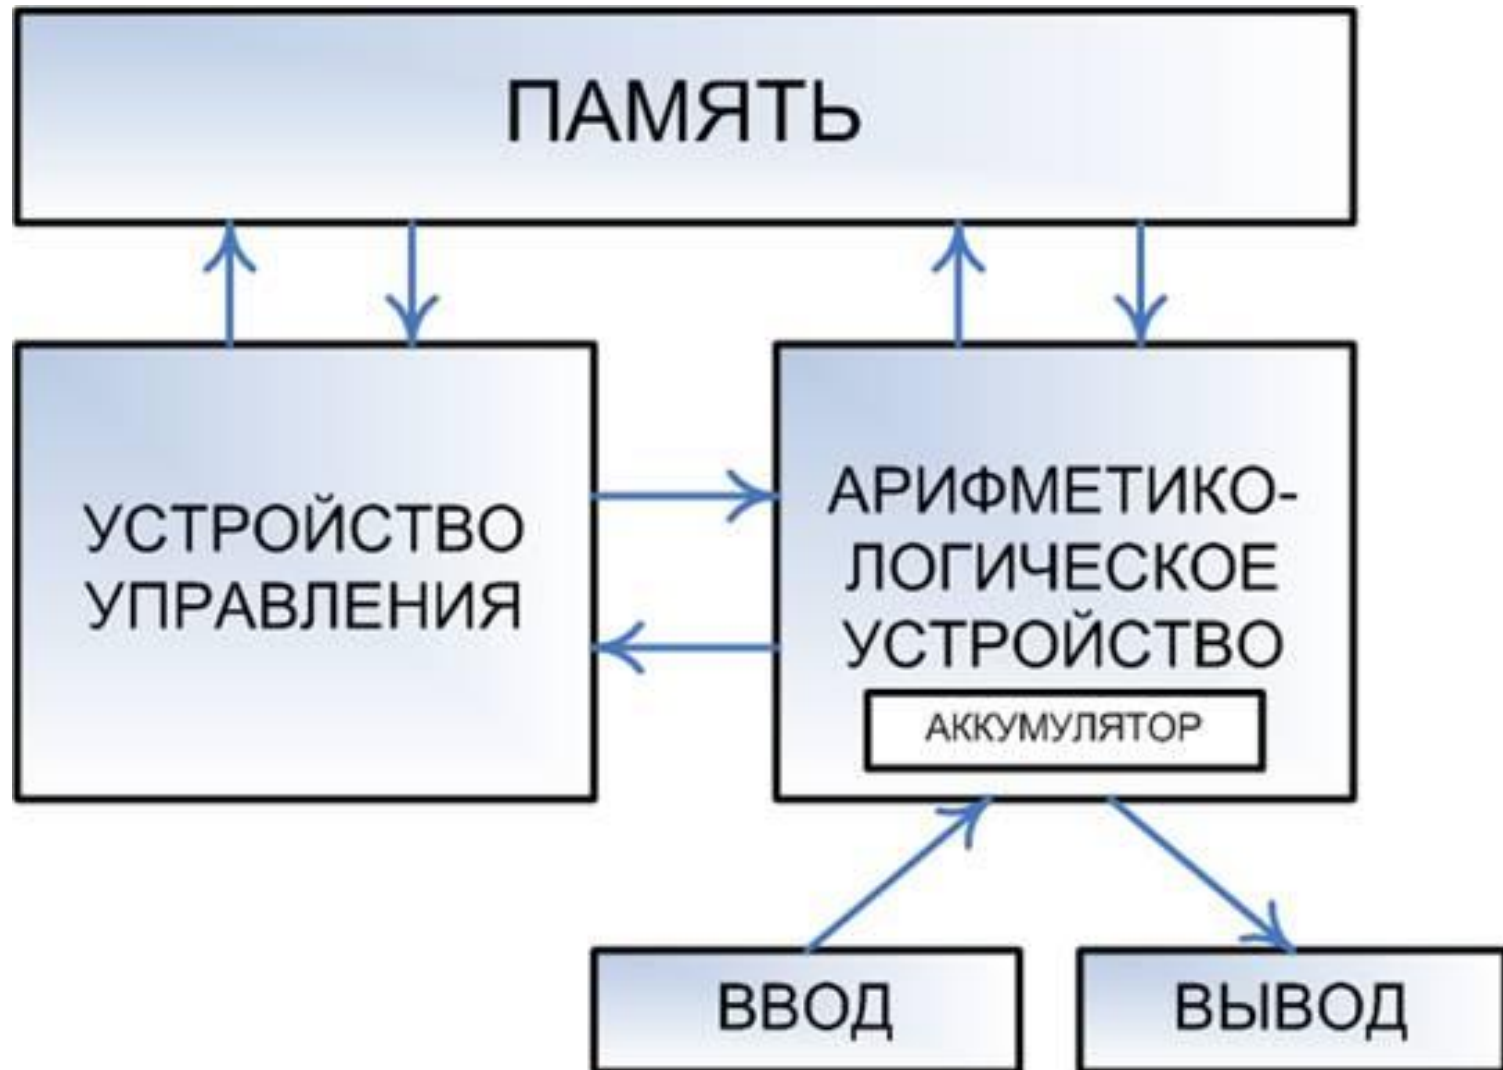 ПАМЯТЬ
УСТРОЙСТВО
УПРАВЛЕНИЯ
АРИФМЕТИКО-
ЛОГИЧЕСКОЕ
УСТРОЙСТВО
АККУМУЛЯТОР
ВВОД
ВЫВОД